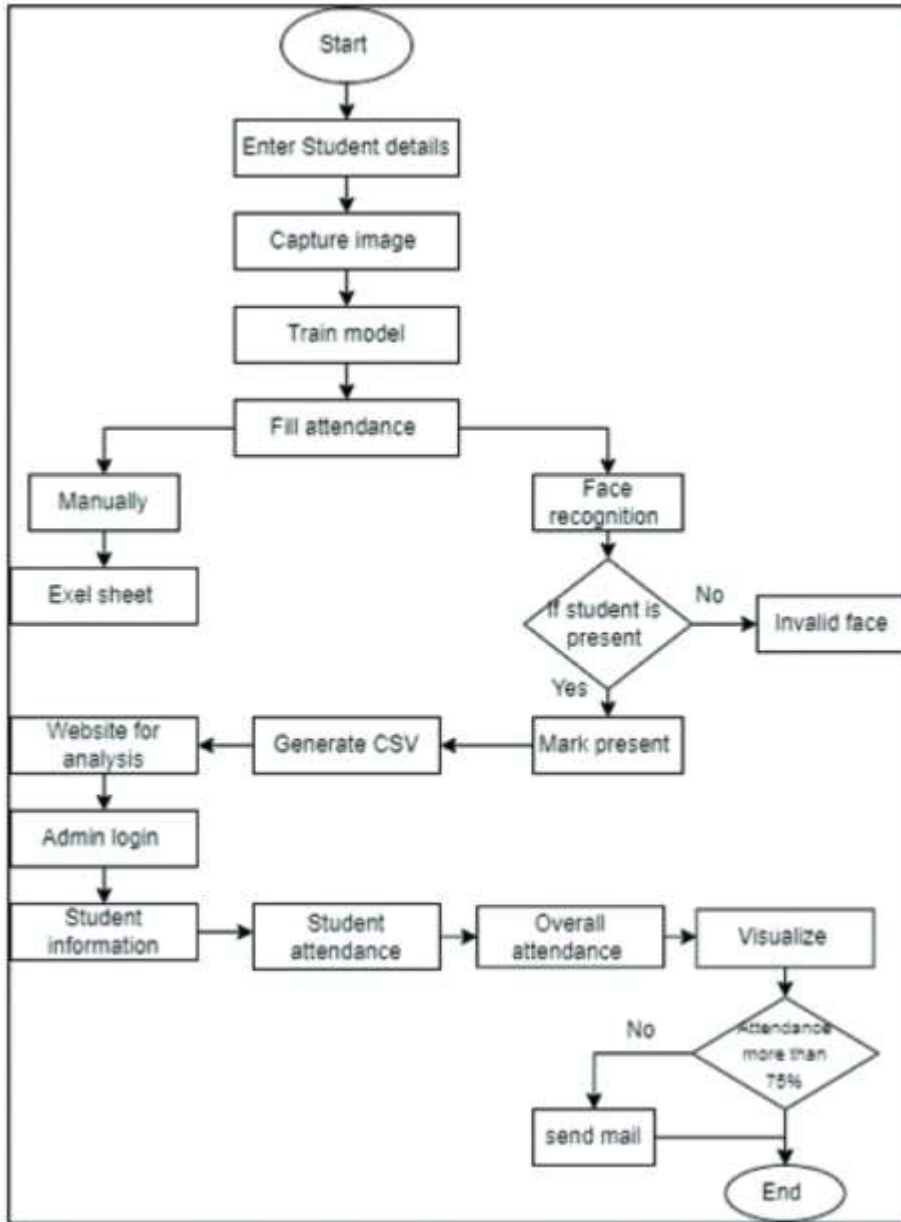 Start
Enter Student details
Capture image
Train model
Fill attendance
Manually
Face
recognition
Exel sheet
If student is
present
No
Invalid face
Yes
Website for
analysis
Generate CSV
Mark present
Admin login
Student
information
Student
attendance
Overall
attendance
Visualize
No
Attendance
more than
75%
send mail
End